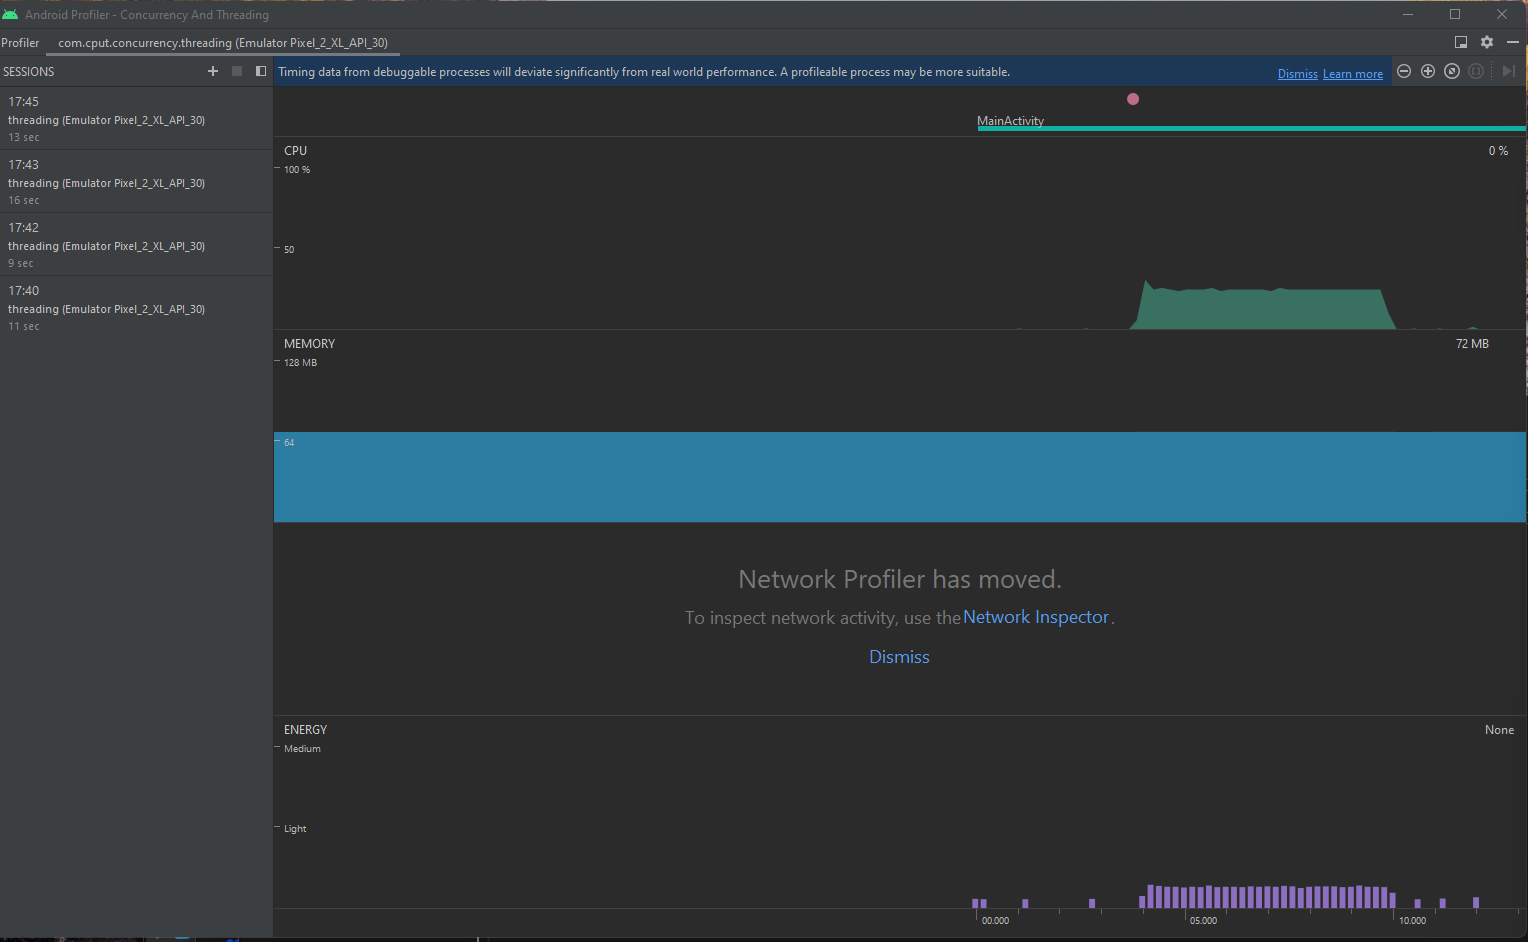 Android Profiler - Concurrency And Threading
Profiler
com.cput.concurrency.threading (Emulator Pixel_2_XL_API_30)
SESSIONS
17:45
threading (Emulator Pixel_2_XL_API_30)
13 sec
17:43
threading (Emulator Pixel_2_XL_API_30)
16 sec
17:42
threading (Emulator Pixel_2_XL_API_30)
9 sec
17:40
threading (Emulator Pixel_2_XL_API_30)
11 sec
Timing data from debuggable processes will deviate significantly from real world performance. A profileable process may be more suitable.
Dismiss Learn more
MainActivity
CPU
0 %
100 %
50
MEMORY
72 MB
128 MB
64
Network Profiler has moved.
To inspect network activity, use the Network Inspector.
Dismiss
ENERGY
None
Medium
Light
00.000
05.000
10.000